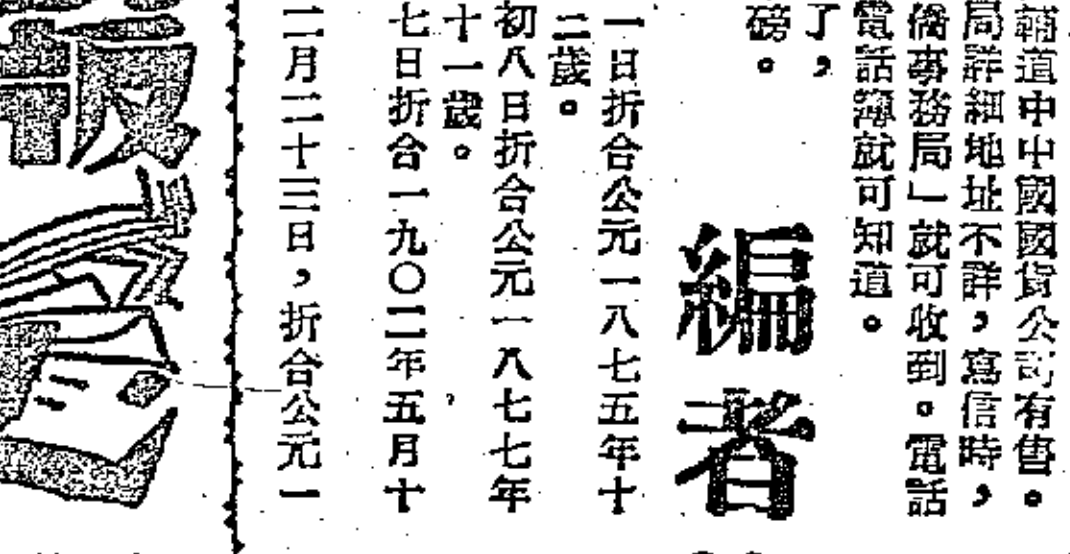 輔道中中國國貨公司有售。
局詳細地址不詳，寫信時，
僑事務局」就可收到。電話
電話簿就可知道。
了，
磅。
編者
一日折合公元一八七五年十
二歲。
初八日折合公元一八七七年
十一歲。
七日折合一九〇二年五月十
二月二十三日，折合公元一